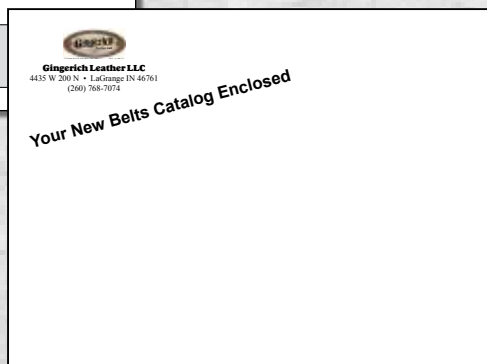 Gingerich Leather LLC
4435 W 200 N • LaGrange IN 46761
(260) 768-7074
Your New Belts Catalog Enclosed